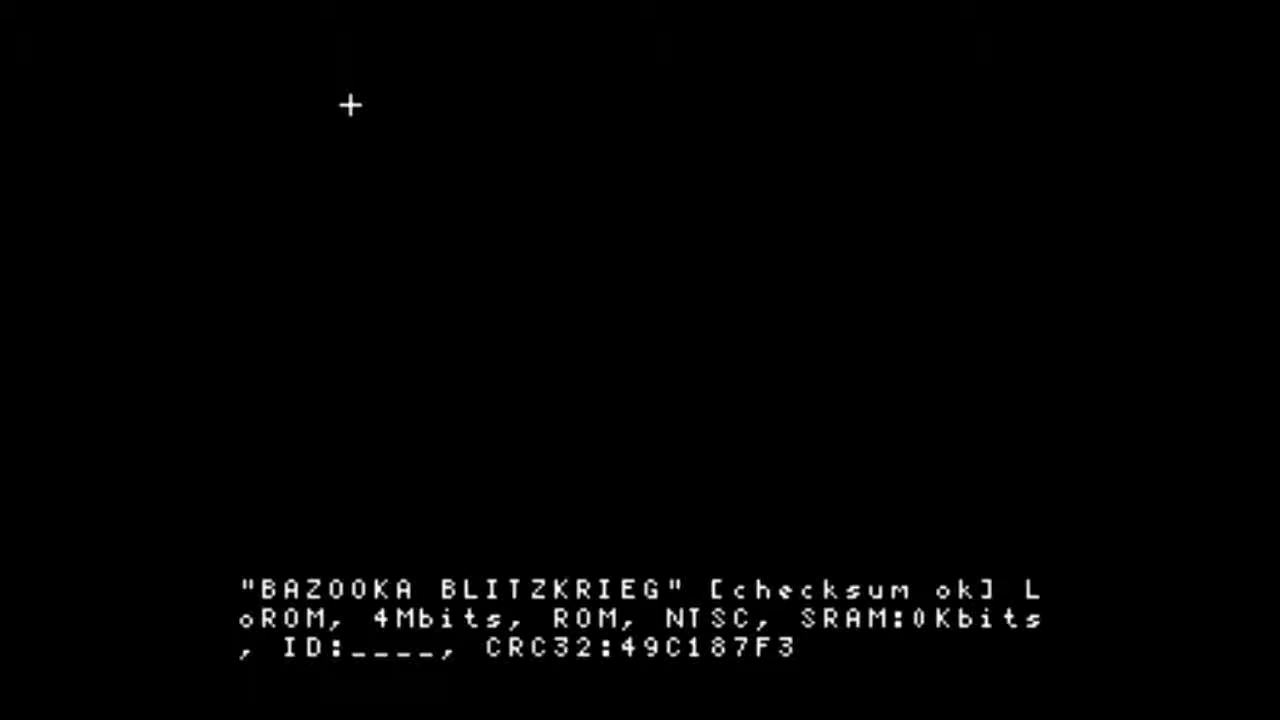 "BAZOOKA BLITZKRIEG" [checksum ok] L
oROM, 4Mbits, ROM, NTSC, SRAM:0Kbits
, ID:____, CRC32:49C187F3